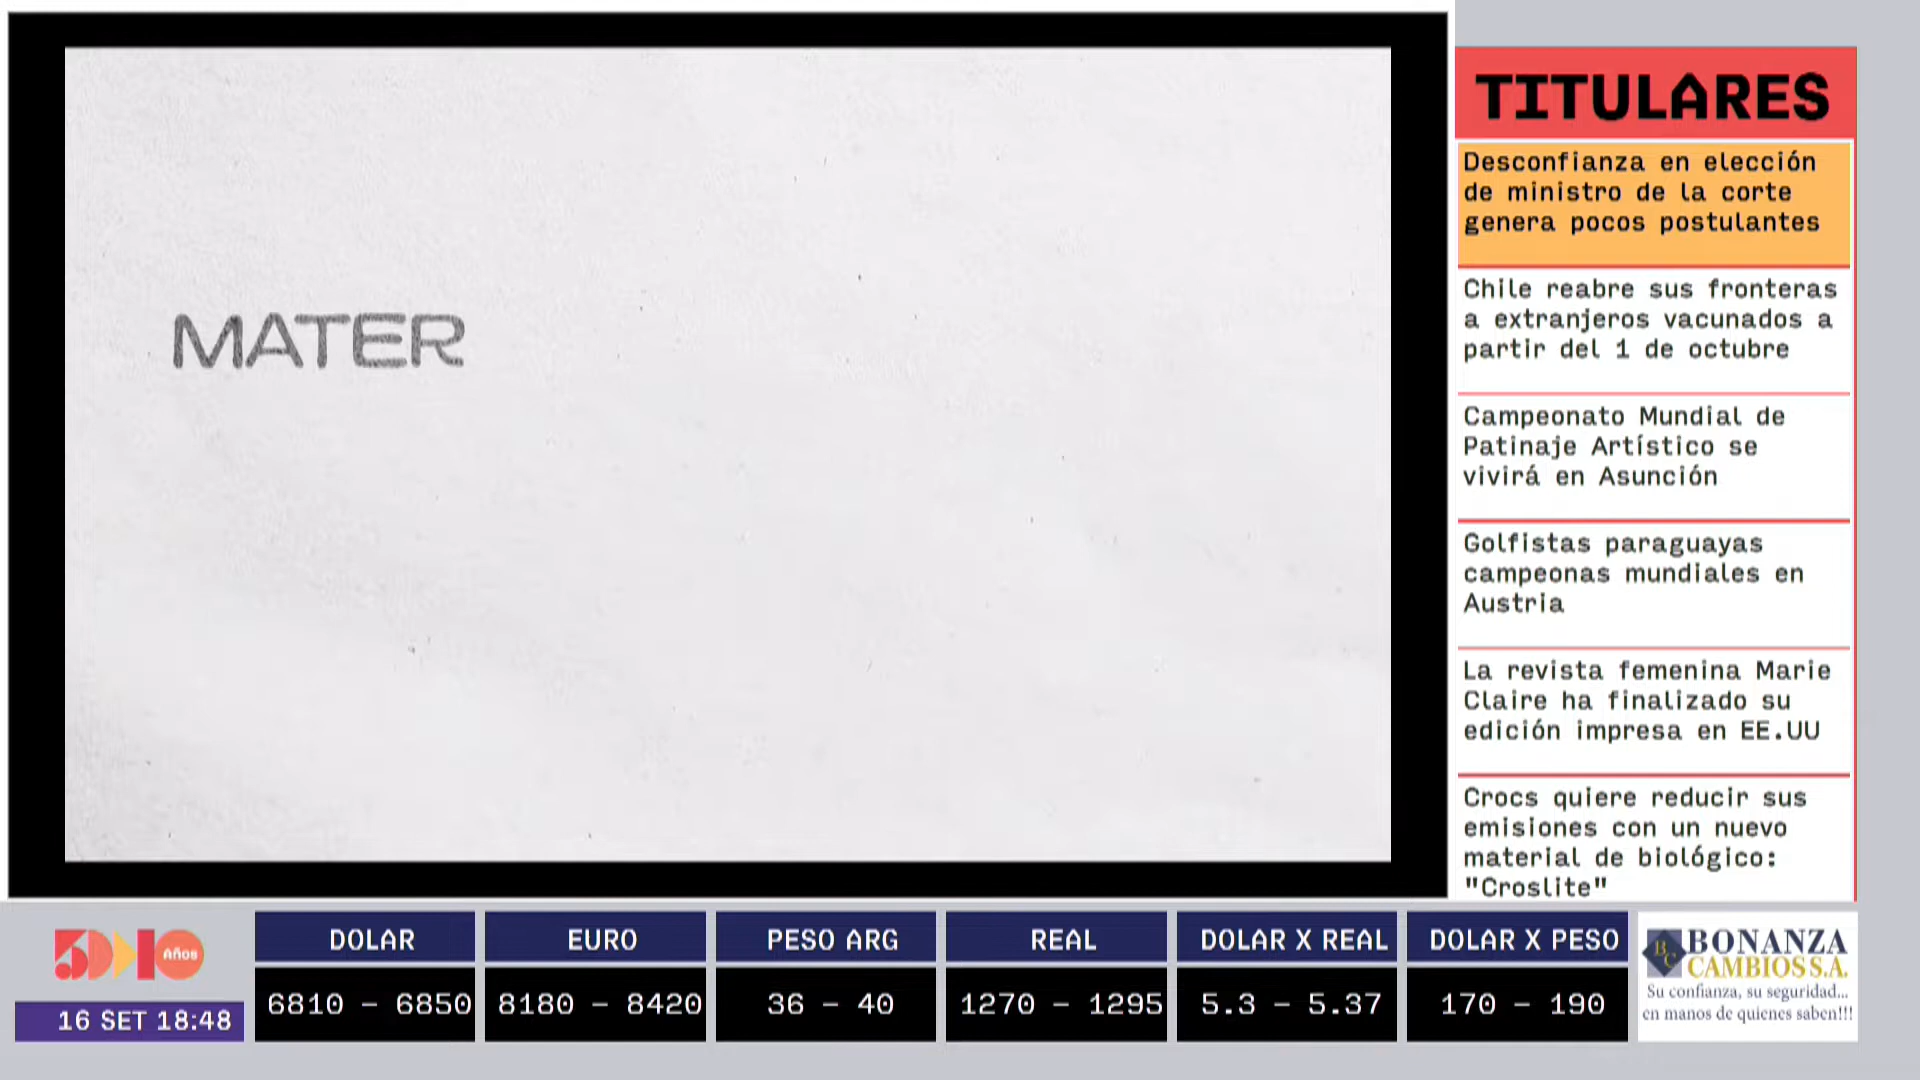 MATER
TITULARES
Desconfianza en elección
de ministro de la corte
genera pocos postulantes
Chile reabre sus fronteras
a extranjeros vacunados a
partir del 1 de octubre
Campeonato Mundial de
Patinaje Artístico se
vivirá en Asunción
Golfistas paraguayas
campeonas mundiales en
Austria
La revista femenina Marie
Claire ha finalizado su
edición impresa en EE.UU
Crocs quiere reducir sus
emisiones con un nuevo
material de biológico:
"Croslite"
Años
16 SET 18:48
DOLAR
6810 - 6850
EURO
8180 - 8420
PESO ARG
36 - 40
REAL
1270 - 1295
DOLAR X REAL
5.3 - 5.37
DOLAR X PESO
170 - 190
BC
BONANZA
CAMBIOS S.A.
Su confianza, su seguridad...
en manos de quienes saben!!!